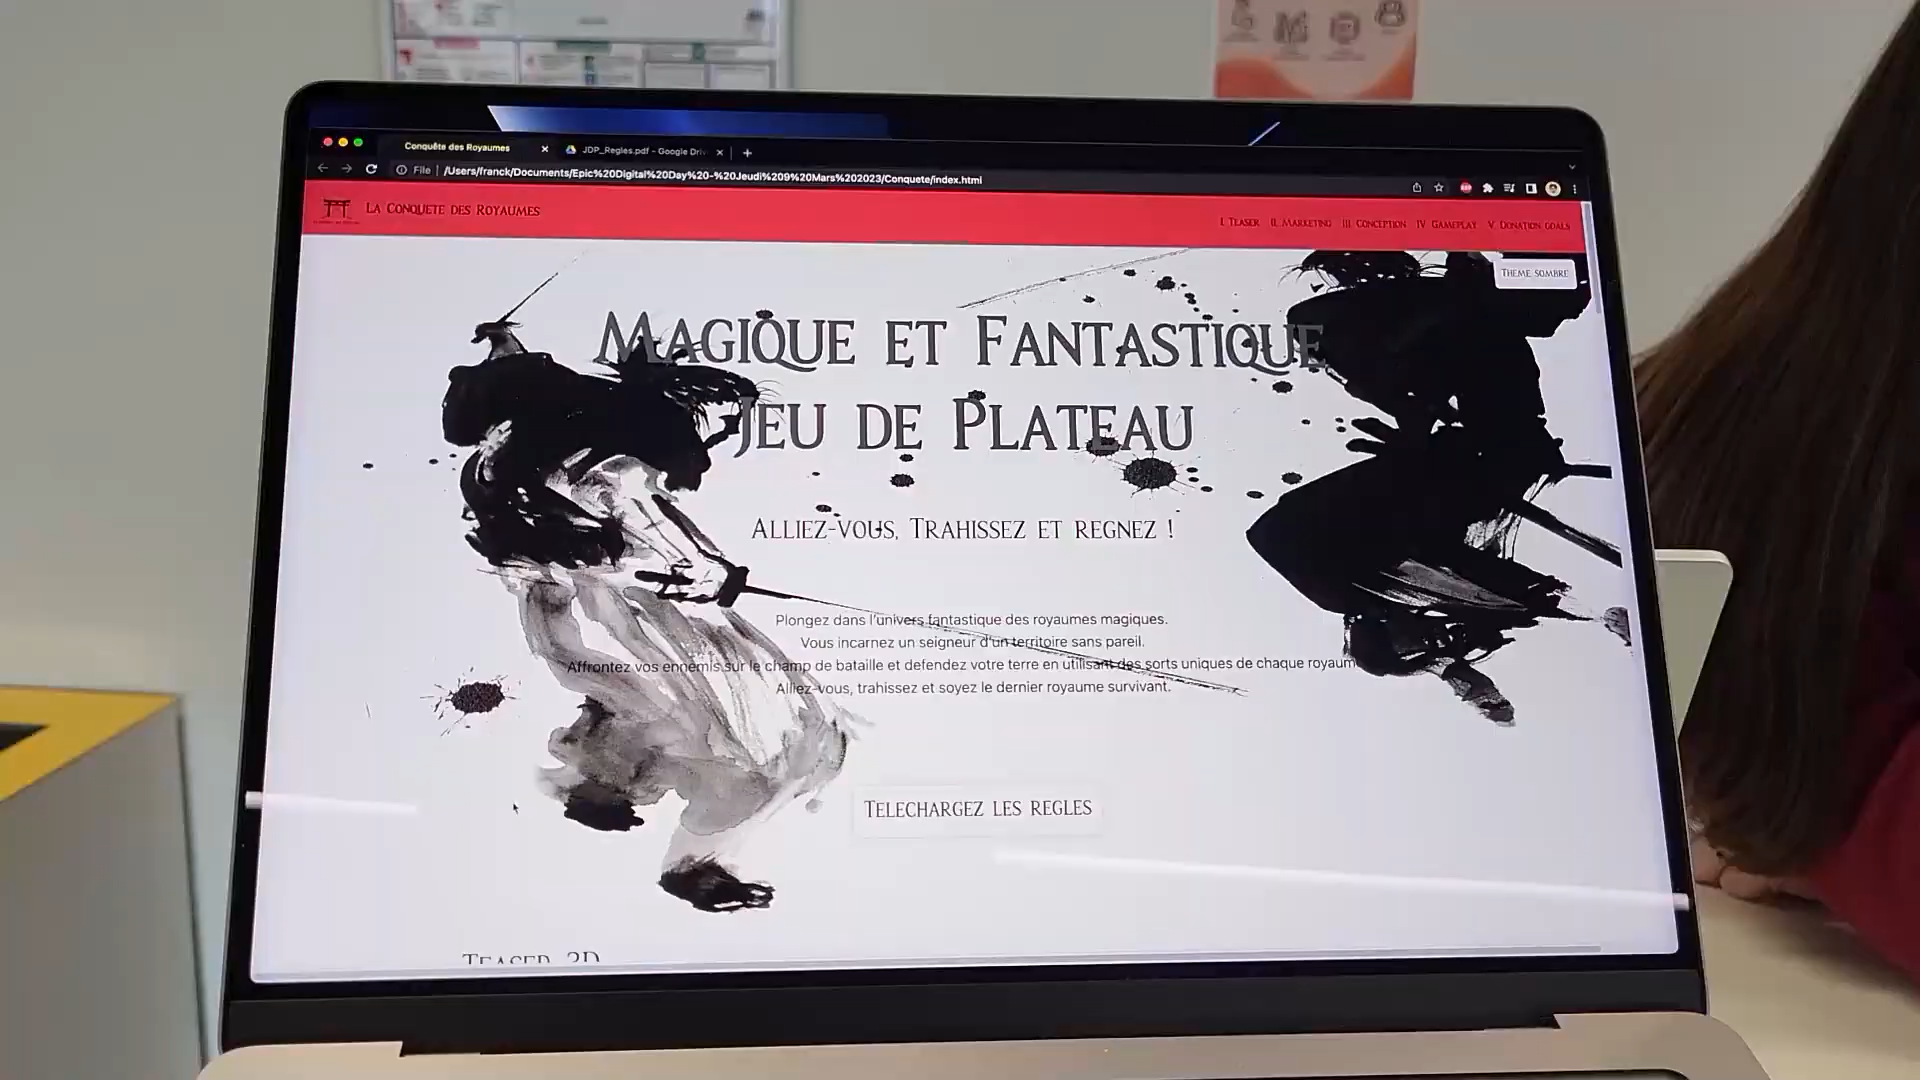 Conquête des Royaumes
JDP_Regles.pdf - Google Dri
File
/Users/franck/Documents/Epic%20Digital%20Day%20-%20Jeudi%209%20Mars%202023/Conquete/index.html
La Conquete des Royaumes
I Teaser II Marketing III Conception IV Gameplay V Donation goals
Theme sombre
Magique et Fantastique
Jeu de Plateau
Alliez-vous, Trahissez et regnez !
Plongez dans l'univers fantastique des royaumes magiques.
Vous incarnez un seigneur d'un territoire sans pareil.
Affrontez vos ennemis sur le champ de bataille et defendez votre terre en utilisant des sorts uniques de chaque royaum
Alliez-vous, trahissez et soyez le dernier royaume survivant.
Telechargez les regles
Teaser 3D